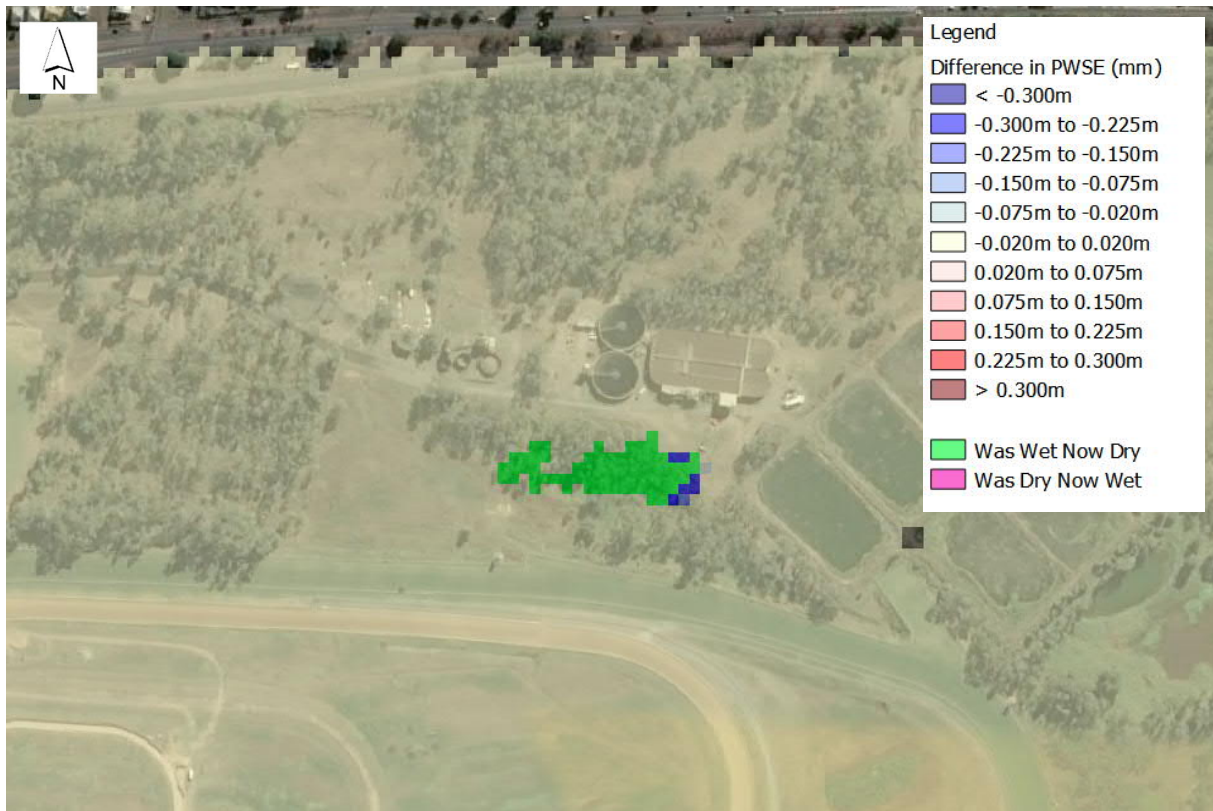 N
Legend
Difference in PWSE (mm)
< -0.300m
-0.300m to -0.225m
-0.225m to -0.150m
-0.150m to -0.075m
-0.075m to -0.020m
-0.020m to 0.020m
0.020m to 0.075m
0.075m to 0.150m
0.150m to 0.225m
0.225m to 0.300m
> 0.300m
Was Wet Now Dry
Was Dry Now Wet